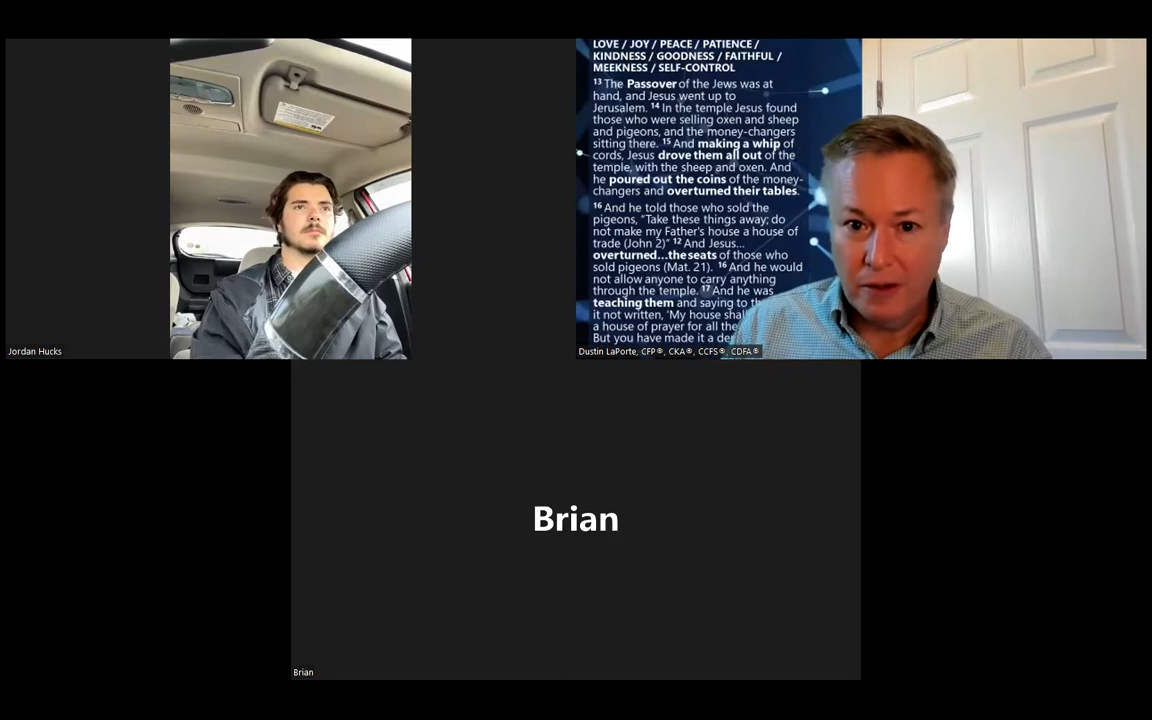 LOVE / JOY / PEACE / PATIENCE /
KINDNESS / GOODNESS / FAITHFUL /
MEEKNESS / SELF-CONTROL
13 The Passover of the Jews was at
hand, and Jesus went up to
Jerusalem. 14 In the temple Jesus found
those who were selling oxen and sheep
and pigeons, and the money-changers
sitting there. 15 And making a whip of
cords, Jesus drove them all out of the
temple, with the sheep and oxen. And
he poured out the coins of the money-
changers and overturned their tables.
16 And he told those who sold the
pigeons, "Take these things away; do
not make my Father's house a house of
trade (John 2)" 12 And Jesus...
overturned...the seats of those who
sold pigeons (Mat. 21). 16 And he would
not allow anyone to carry anything
through the temple. 17 And he was
teaching them and saying to
it not written, 'My house
a house of prayer for all the
But you have made it a
Jordan Hucks
Dustin LaPorte, CFP®, CKA®, CCFS®, CDFA®
Brian
Brian